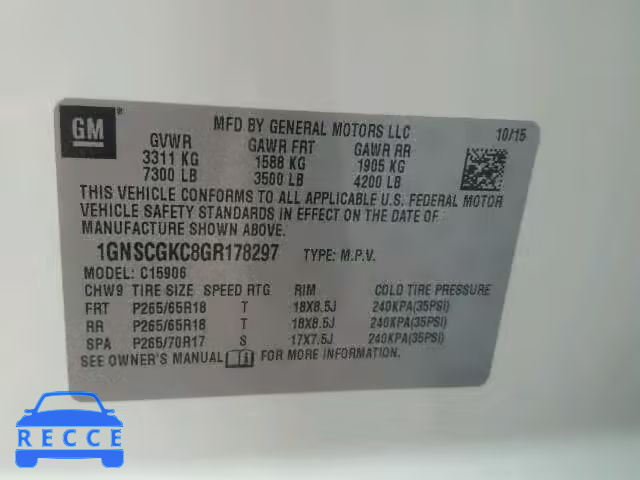 GM ®
MFD BY GENERAL MOTORS LLC 10/15
GVWR GAWR FRT GAWR RR
3311 KG 1588 KG 1905 KG
7300 LB 3500 LB 4200 LB
THIS VEHICLE CONFORMS TO ALL APPLICABLE U.S. FEDERAL MOTOR
VEHICLE SAFETY STANDARDS IN EFFECT ON THE DATE OF
MANUFACTURE SHOWN ABOVE.
1GNSCGKC8GR178297 TYPE: M.P.V.
MODEL: C15906
CHW9 TIRE SIZE SPEED RTG RIM COLD TIRE PRESSURE
FRT P265/65R18 T 18X8.5J 240KPA(35PSI)
RR P265/65R18 T 18X8.5J 240KPA(35PSI)
SPA P265/70R17 S 17X7.5J 240KPA(35PSI)
SEE OWNER'S MANUAL FOR MORE INFORMATION.
RECCE